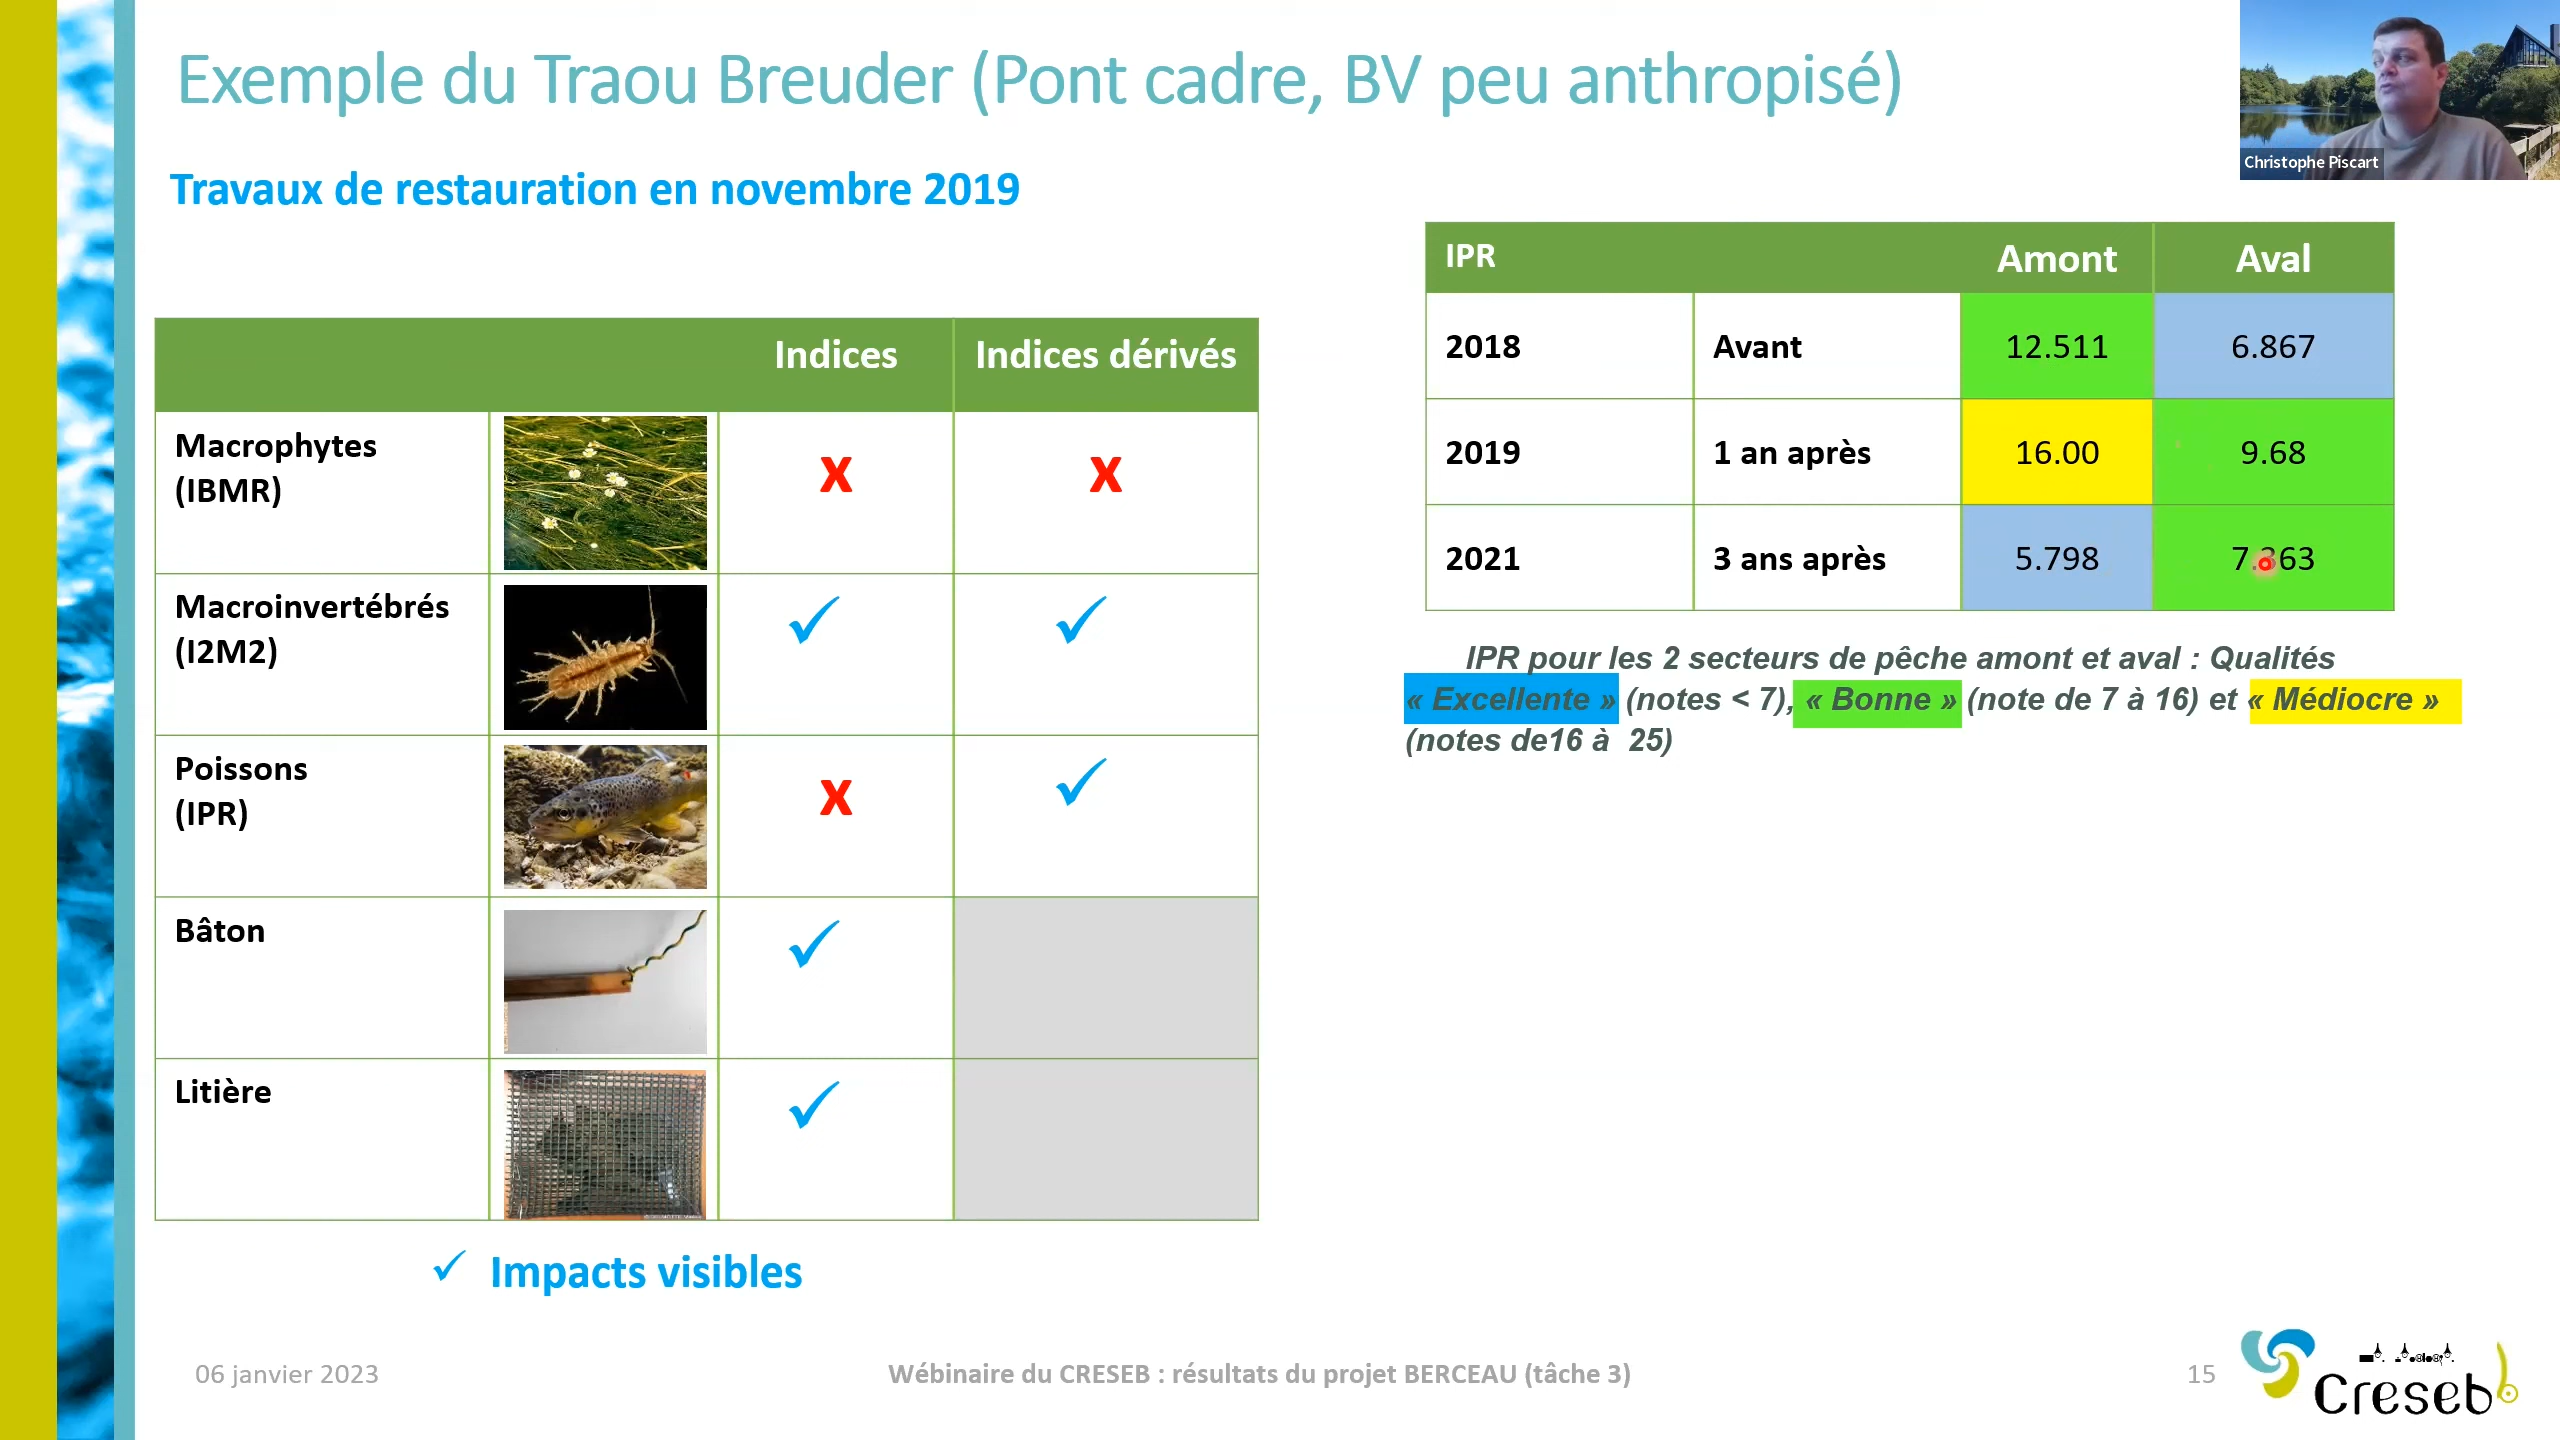 Exemple du Traou Breuder (Pont cadre, BV peu anthropisé)
Christophe Piscart
Travaux de restauration en novembre 2019
Indices Indices dérivés
Macrophytes
(IBMR)
X X
Macroinvertébrés
(I2M2)
✓ ✓
Poissons
(IPR)
X ✓
Bâton
✓
Litière
✓
✓ Impacts visibles
IPR Amont Aval
2018 Avant 12.511 6.867
2019 1 an après 16.00 9.68
2021 3 ans après 5.798 7.363
IPR pour les 2 secteurs de pêche amont et aval : Qualités
« Excellente » (notes < 7), « Bonne » (note de 7 à 16) et « Médiocre »
(notes de16 à 25)
06 janvier 2023
Wébinaire du CRESEB : résultats du projet BERCEAU (tâche 3)
15
Creseb